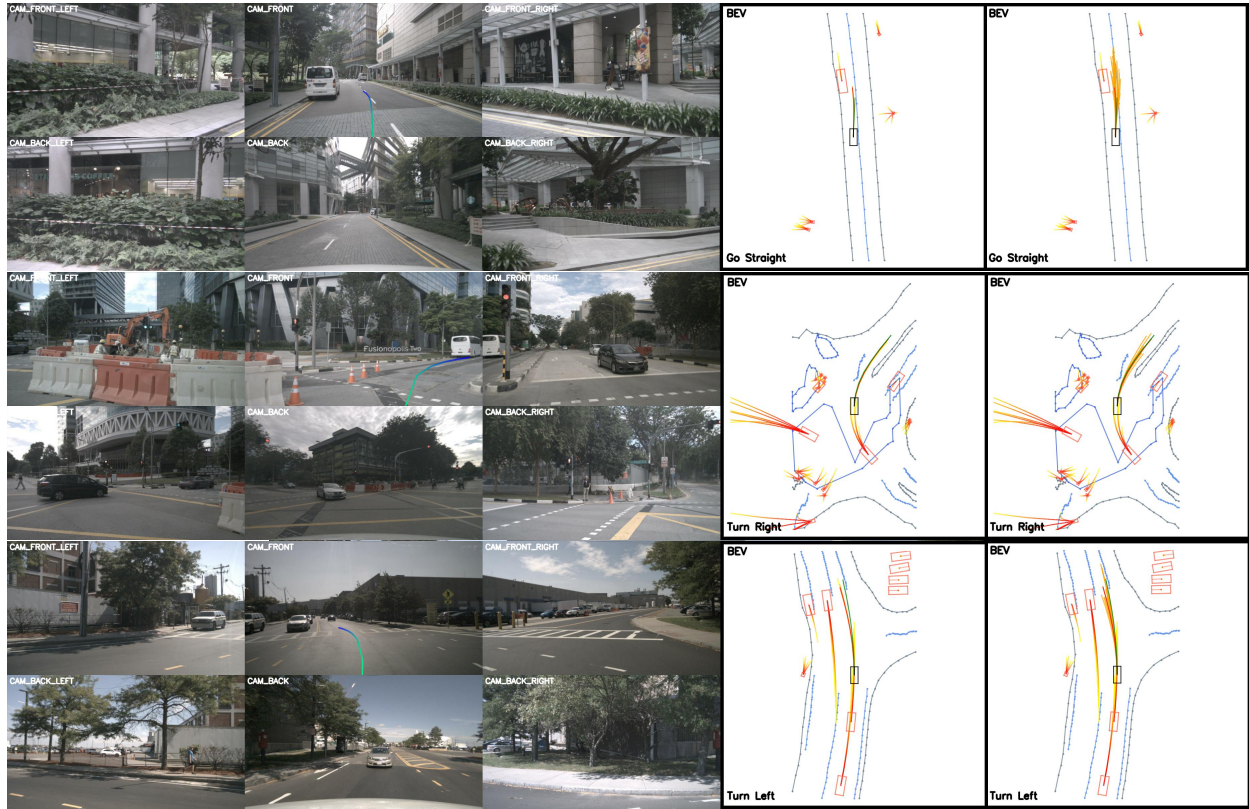 CAM_FRONT_LEFT CAM_FRONT CAM_FRONT_RIGHT BEV BEV
CAM_BACK_LEFT CAM_BACK CAM_BACK_RIGHT
Go Straight Go Straight
CAM_FRONT_LEFT CAM_FRONT CAM_FRONT_RIGHT BEV BEV
Fusionopolis Two
CAM_BACK_LEFT CAM_BACK CAM_BACK_RIGHT
Turn Right Turn Right
CAM_FRONT_LEFT CAM_FRONT CAM_FRONT_RIGHT BEV BEV
CAM_BACK_LEFT CAM_BACK CAM_BACK_RIGHT
Turn Left Turn Left